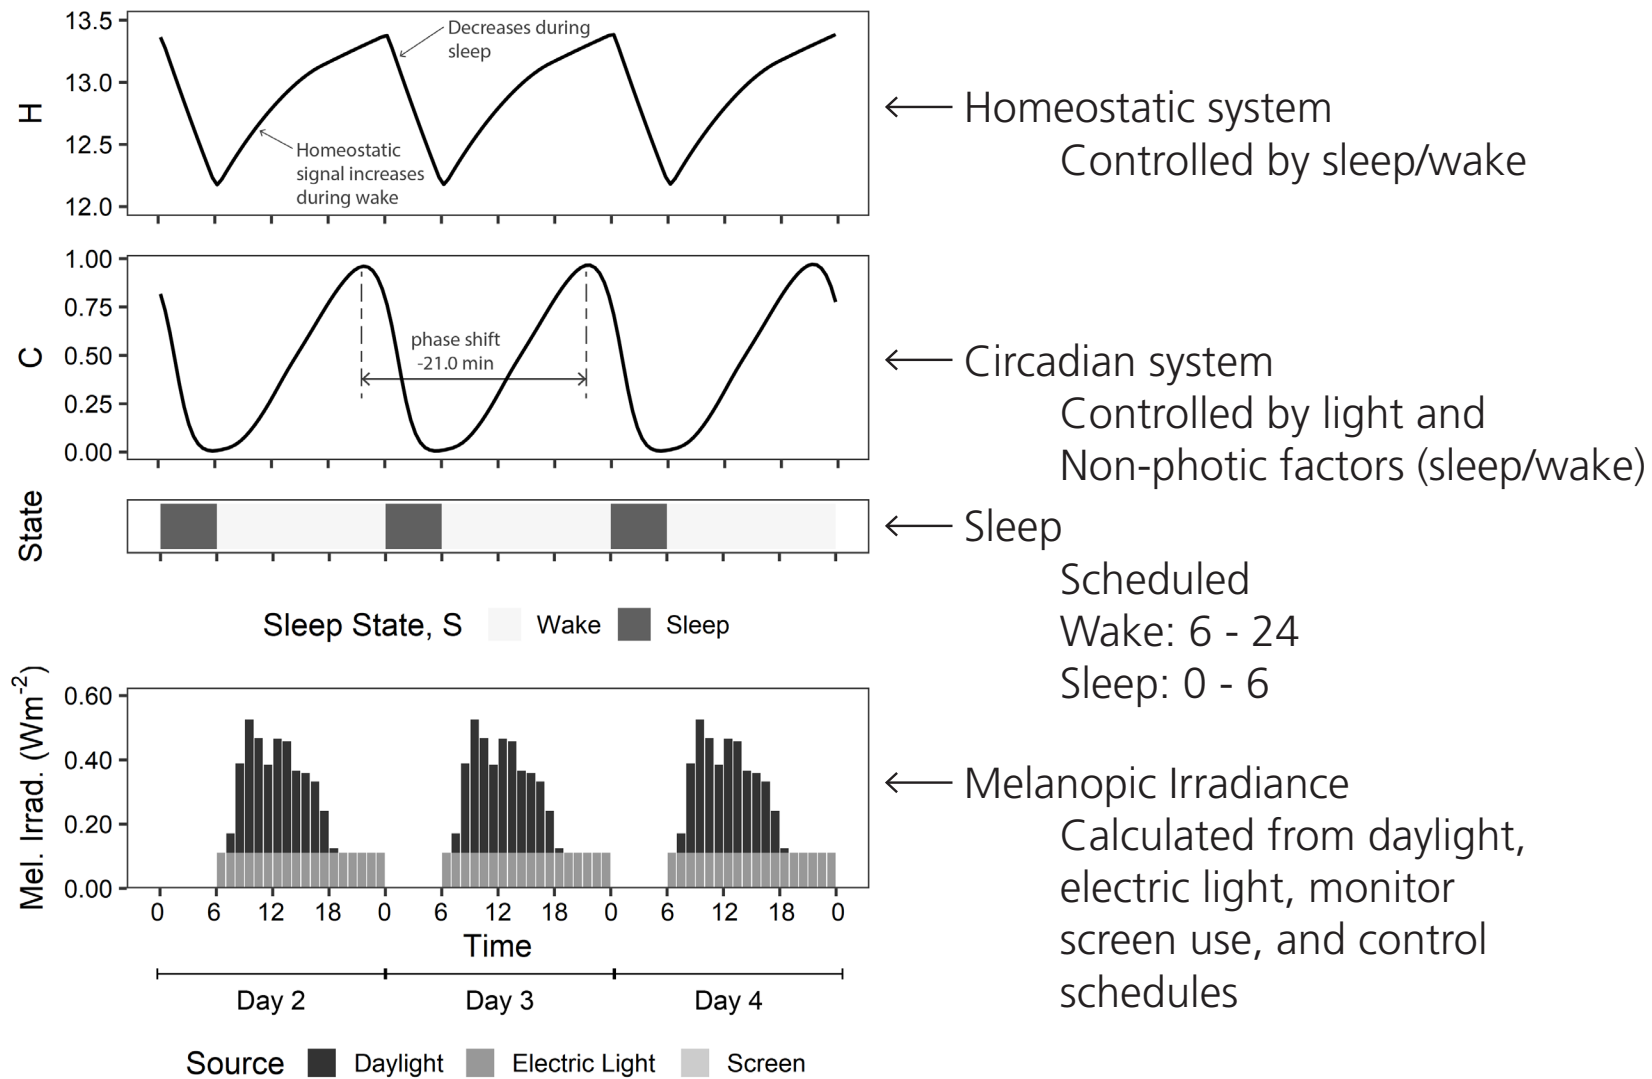 H
13.5
13.0
12.5
12.0
Decreases during
sleep
Homeostatic
signal increases
during wake
Homeostatic system
Controlled by sleep/wake
C
1.00
0.75
0.50
0.25
0.00
phase shift
-21.0 min
Circadian system
Controlled by light and
Non-photic factors (sleep/wake)
State
Sleep
Scheduled
Wake: 6 - 24
Sleep: 0 - 6
Sleep State, S Wake Sleep
Mel. Irrad. (Wm⁻²)
0.60
0.40
0.20
0.00
Melanopic Irradiance
Calculated from daylight,
electric light, monitor
screen use, and control
schedules
0 6 12 18 0 6 12 18 0 6 12 18 0
Time
Day 2 Day 3 Day 4
Source Daylight Electric Light Screen